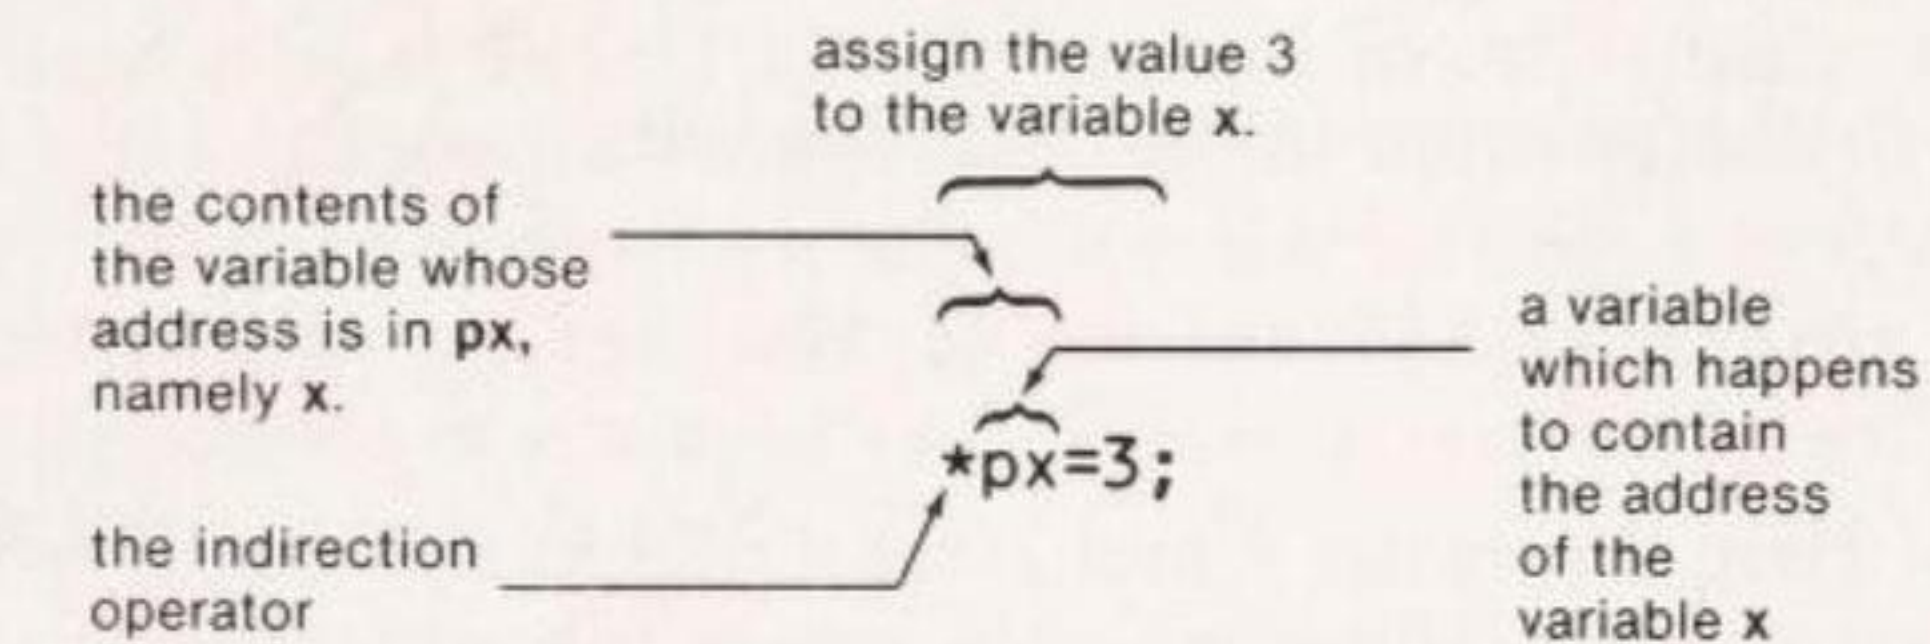 assign the value 3
to the variable x.
the contents of
the variable whose
address is in px,
namely x.
a variable
which happens
to contain
the address
of the
variable x
*px=3;
the indirection
operator